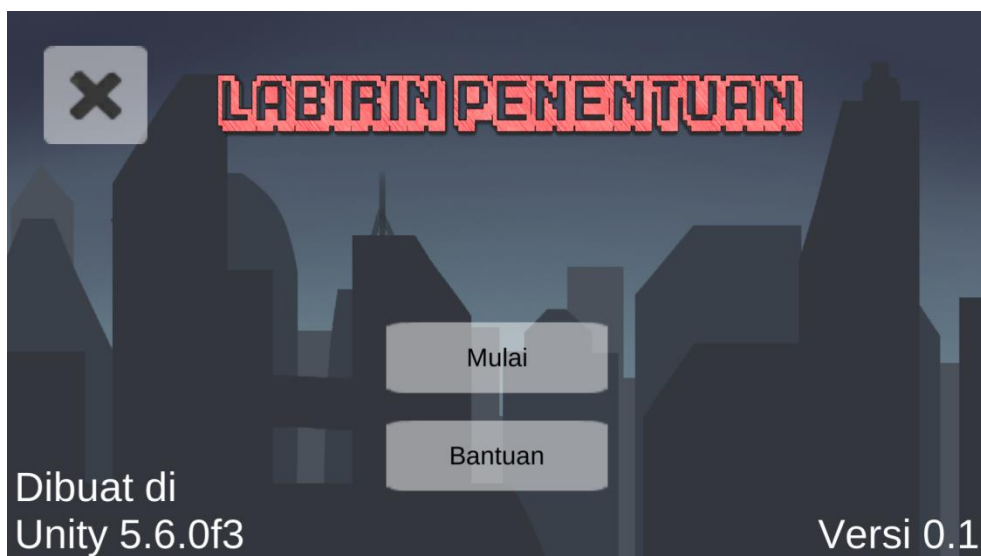 LABIRIN PENENTUAN
Mulai
Bantuan
Dibuat di
Unity 5.6.0f3
Versi 0.1